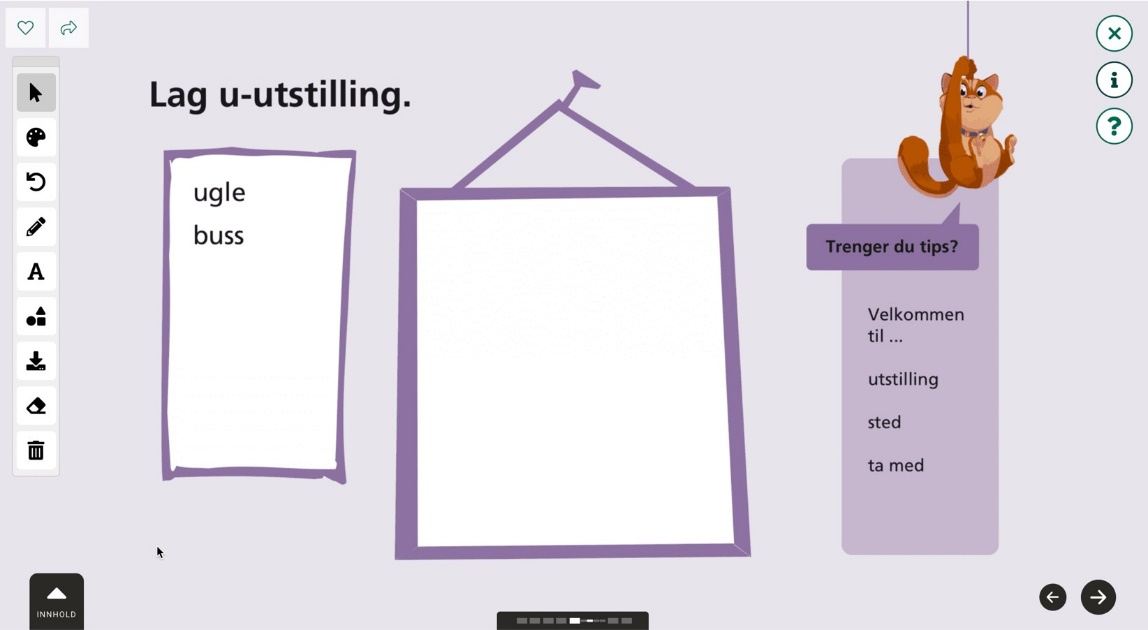 Lag u-utstilling.
ugle
buss
Trenger du tips?
Velkommen
til ...
utstilling
sted
ta med
A
i
?
INNHOLD